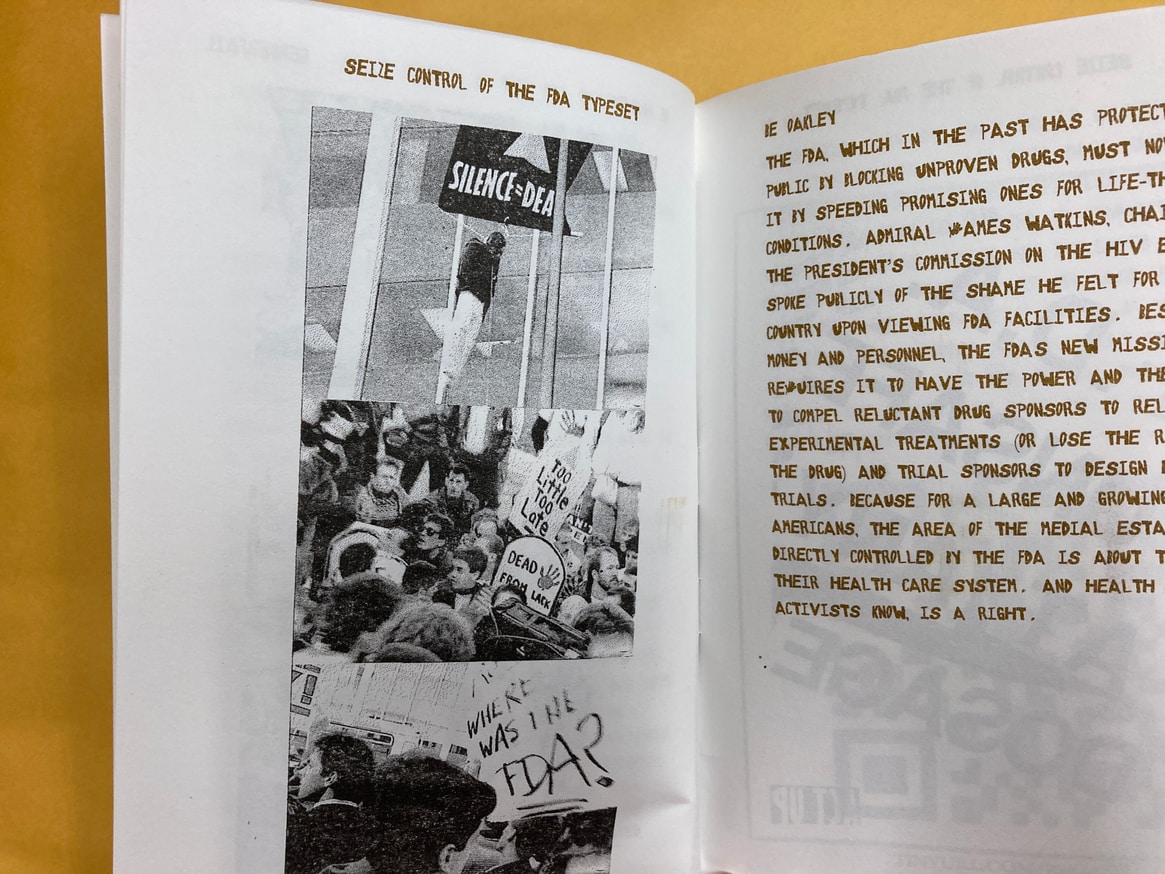 SEIZE CONTROL OF THE FDA TYPESET
SILENCE=DEA
TOO
LITTLE
TOO
LATE
DEAD
FROM LACK
WHERE
WAS THE
FDA?
BE OAKLEY
THE FDA, WHICH IN THE PAST HAS PROTECT
PUBLIC BY BLOCKING UNPROVEN DRUGS, MUST NO
IT BY SPEEDING PROMISING ONES FOR LIFE-TH
CONDITIONS. ADMIRAL #AMES WATKINS, CHAI
THE PRESIDENT'S COMMISSION ON THE HIV E
SPOKE PUBLICLY OF THE SHAME HE FELT FOR
COUNTRY UPON VIEWING FDA FACILITIES. BES
MONEY AND PERSONNEL, THE FDAS NEW MISSI
RE#UIRES IT TO HAVE THE POWER AND THE
TO COMPEL RELUCTANT DRUG SPONSORS TO REL
EXPERIMENTAL TREATMENTS (OR LOSE THE R
THE DRUG) AND TRIAL SPONSORS TO DESIGN
TRIALS. BECAUSE FOR A LARGE AND GROWING
AMERICANS, THE AREA OF THE MEDIAL ESTA
DIRECTLY CONTROLLED BY THE FDA IS ABOUT T
THEIR HEALTH CARE SYSTEM. AND HEALTH
ACTIVISTS KNOW, IS A RIGHT.